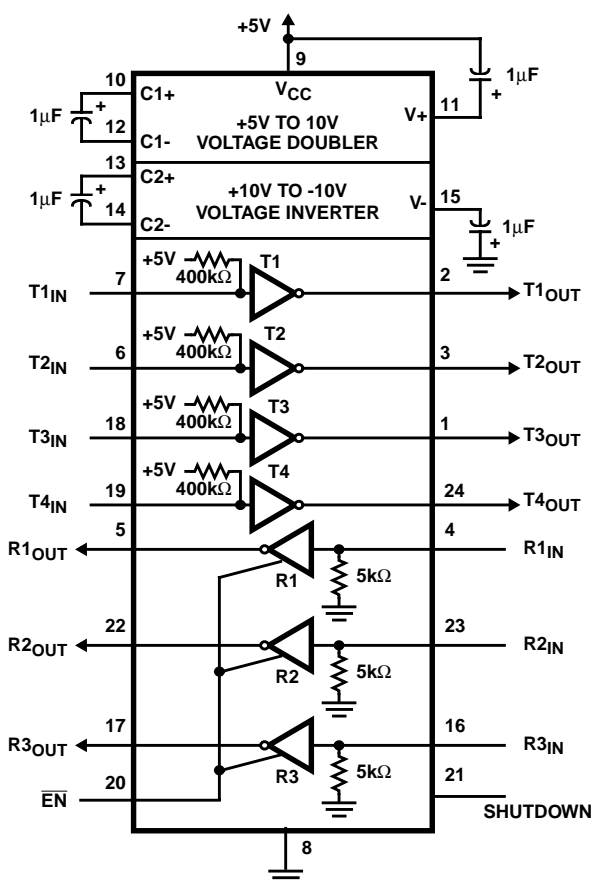 +5V
9
VCC
10
C1+
1µF
+
12
C1-
+5V TO 10V
VOLTAGE DOUBLER
V+
11
1µF
+
13
C2+
1µF
+
14
C2-
+10V TO -10V
VOLTAGE INVERTER
V-
15
1µF
+
+5V
400kΩ
T1
T1IN
7
2
T1OUT
+5V
400kΩ
T2
T2IN
6
3
T2OUT
+5V
400kΩ
T3
T3IN
18
1
T3OUT
+5V
400kΩ
T4
T4IN
19
24
T4OUT
R1OUT
5
4
R1IN
R1
5kΩ
R2OUT
22
23
R2IN
R2
5kΩ
R3OUT
17
16
R3IN
R3
5kΩ
EN
20
21
SHUTDOWN
8